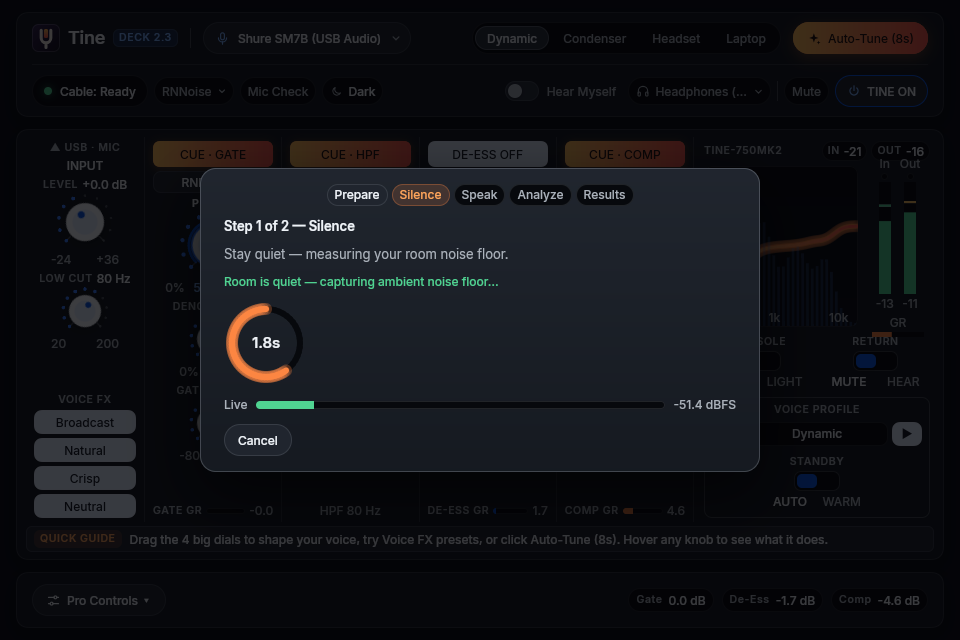 Tine DECK 2.3 Shure SM7B (USB Audio) Dynamic Condenser Headset Laptop Auto-Tune (8s)
Cable: Ready RNNoise Mic Check Dark Hear Myself Headphones (... Mute TINE ON
USB · MIC
INPUT
LEVEL +0.0 dB
-24 +36
LOW CUT 80 Hz
20 200
VOICE FX
Broadcast
Natural
Crisp
Neutral
CUE · GATE CUE · HPF DE-ESS OFF CUE · COMP
TINE-750MK2 IN -21 OUT -16
In Out
Prepare Silence Speak Analyze Results
Step 1 of 2 — Silence
Stay quiet — measuring your room noise floor.
Room is quiet — capturing ambient noise floor...
1.8s
Live -51.4 dBFS
Cancel
0%
0%
-80
1k 10k
-13 -11
GR
RETURN
LIGHT MUTE HEAR
VOICE PROFILE
Dynamic
STANDBY
AUTO WARM
GATE GR -0.0 HPF 80 Hz DE-ESS GR 1.7 COMP GR 4.6
QUICK GUIDE Drag the 4 big dials to shape your voice, try Voice FX presets, or click Auto-Tune (8s). Hover any knob to see what it does.
Pro Controls Gate 0.0 dB De-Ess -1.7 dB Comp -4.6 dB